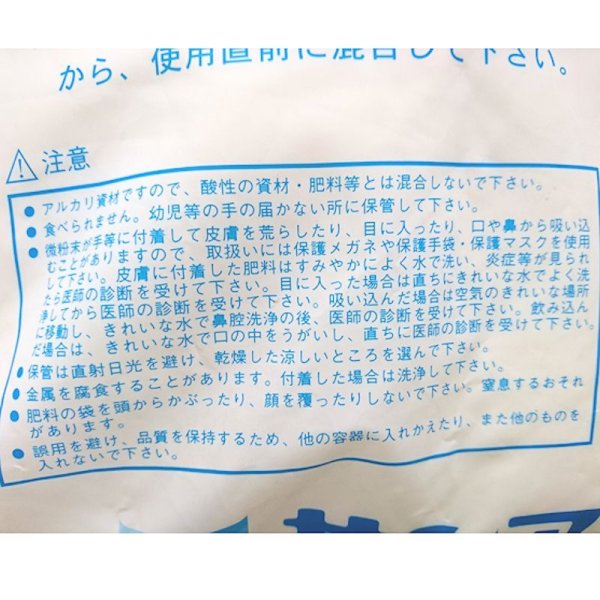 から、使用直前に混合して下さい。
注意
● アルカリ資材ですので、酸性の資材・肥料等とは混合しないで下さい。
● 食べられません。幼児等の手の届かない所に保管して下さい。
● 微粉末が手等に付着して皮膚を荒らしたり、目に入ったり、口や鼻から吸い込
むことがありますので、取扱いには保護メガネや保護手袋・保護マスクを使用
して下さい。皮膚に付着した肥料はすみやかによく水で洗い、炎症等が見られ
たら医師の診断を受けて下さい。目に入った場合は直ちにきれいな水でよく洗
浄してから医師の診断を受けて下さい。吸い込んだ場合は空気のきれいな場所
に移動し、きれいな水で鼻腔洗浄の後、医師の診断を受けて下さい。飲み込ん
だ場合は、きれいな水で口の中をうがいし、直ちに医師の診断を受けて下さい。
● 保管は直射日光を避け、乾燥した涼しいところを選んで下さい。
● 金属を腐食することがあります。付着した場合は洗浄して下さい。
● 肥料の袋を頭からかぶったり、顔を覆ったりしないで下さい。窒息するおそれ
があります。
● 誤用を避け、品質を保持するため、他の容器に入れかえたり、また他のものを
入れないで下さい。